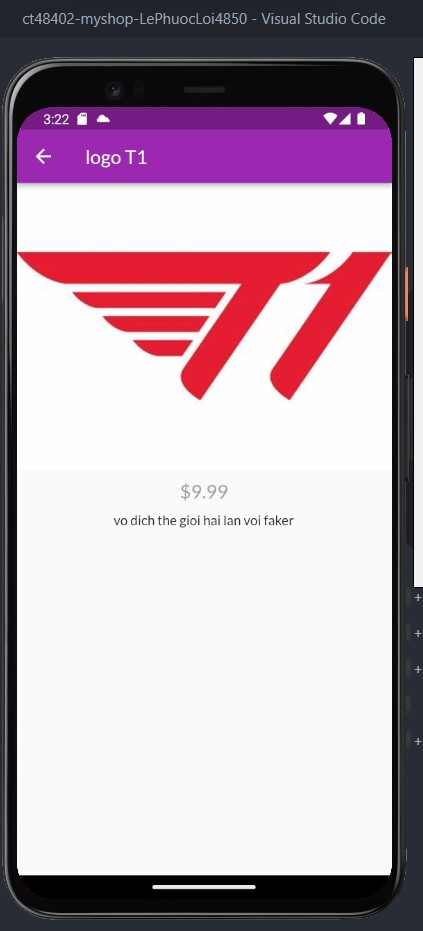 ct48402-myshop-LePhuocLoi4850 - Visual Studio Code
3:22
logo T1
T1
$9.99
vo dich the gioi hai lan voi faker